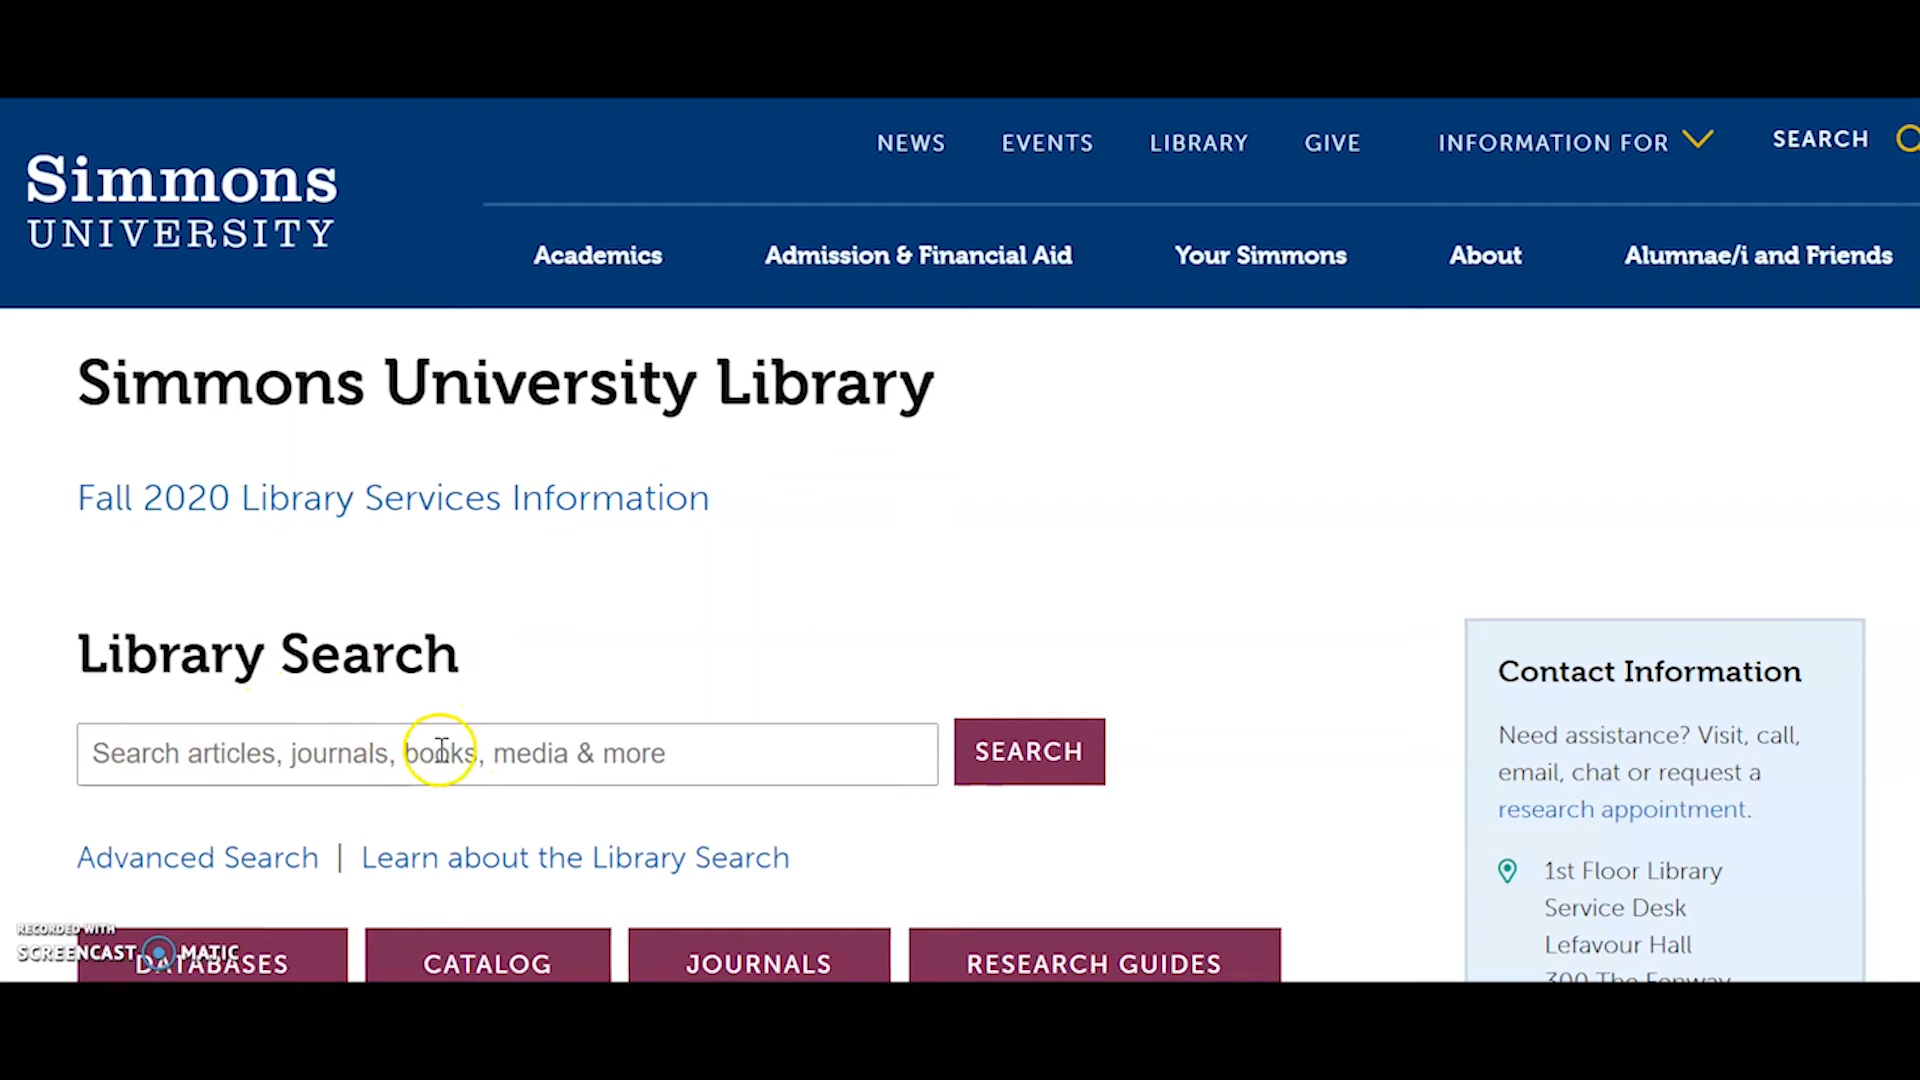 NEWS
EVENTS
LIBRARY
GIVE
INFORMATION FOR
SEARCH
Simmons
UNIVERSITY
Academics
Admission & Financial Aid
Your Simmons
About
Alumnae/i and Friends
Simmons University Library
Fall 2020 Library Services Information
Library Search
Search articles, journals, books, media & more
SEARCH
Advanced Search | Learn about the Library Search
DATABASES
CATALOG
JOURNALS
RESEARCH GUIDES
Contact Information
Need assistance? Visit, call,
email, chat or request a
research appointment.
1st Floor Library
Service Desk
Lefavour Hall
300 The Fenway
RECORDED WITH
SCREENCAST MATIC